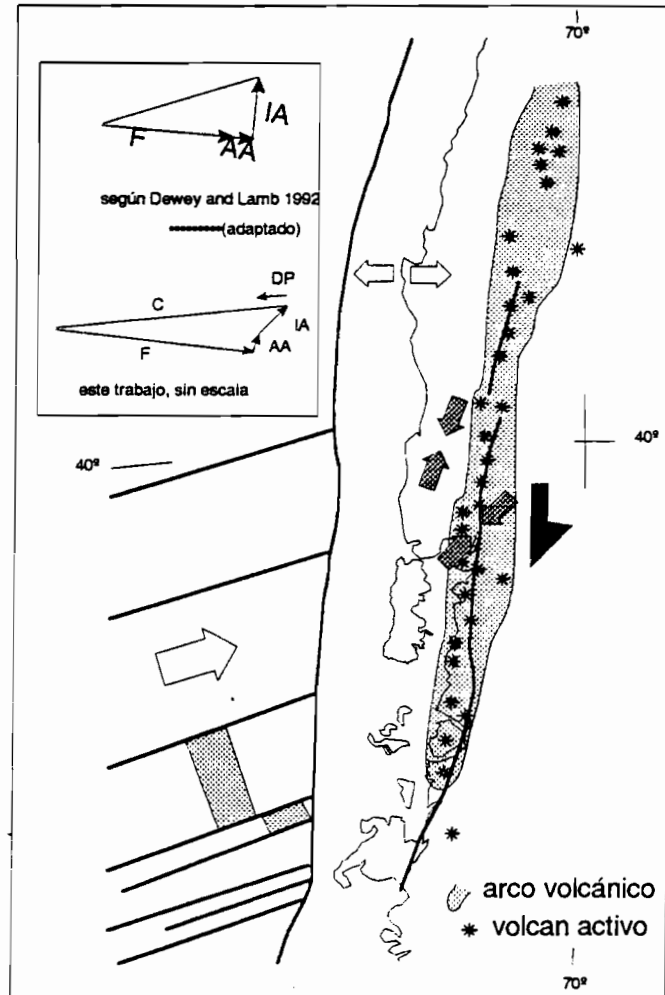 70º
IA
F
AA
según Dewey and Lamb 1992
(adaptado)
DP
C
IA
AA
F
este trabajo, sin escala
40º
40º
arco volcánico
volcan activo
70º